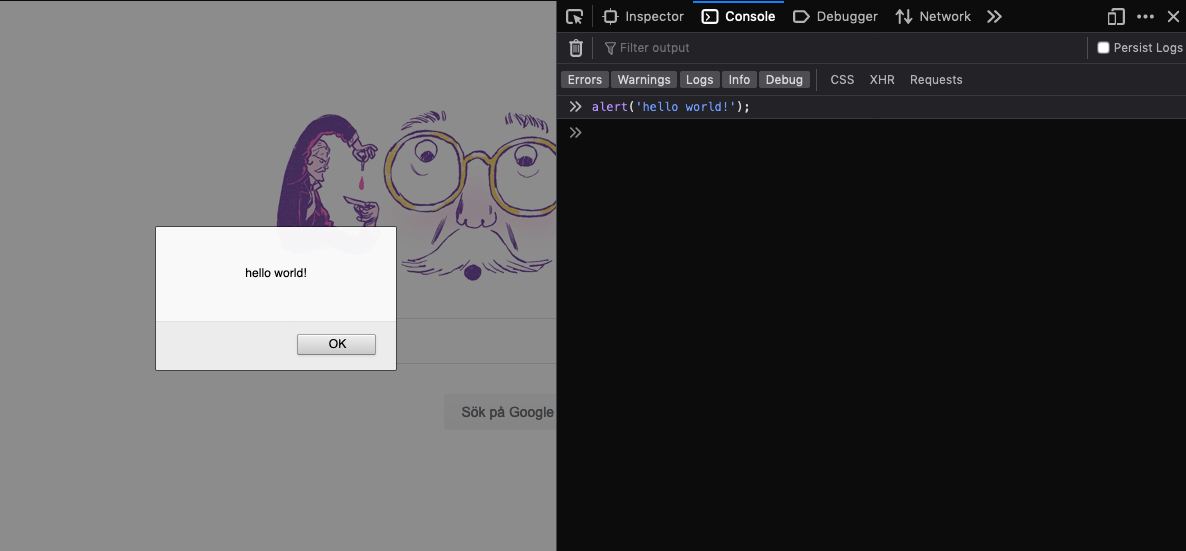 Inspector Console Debugger Network
Filter output Persist Logs
Errors Warnings Logs Info Debug CSS XHR Requests
alert('hello world!');
hello world!
OK
Sök på Google